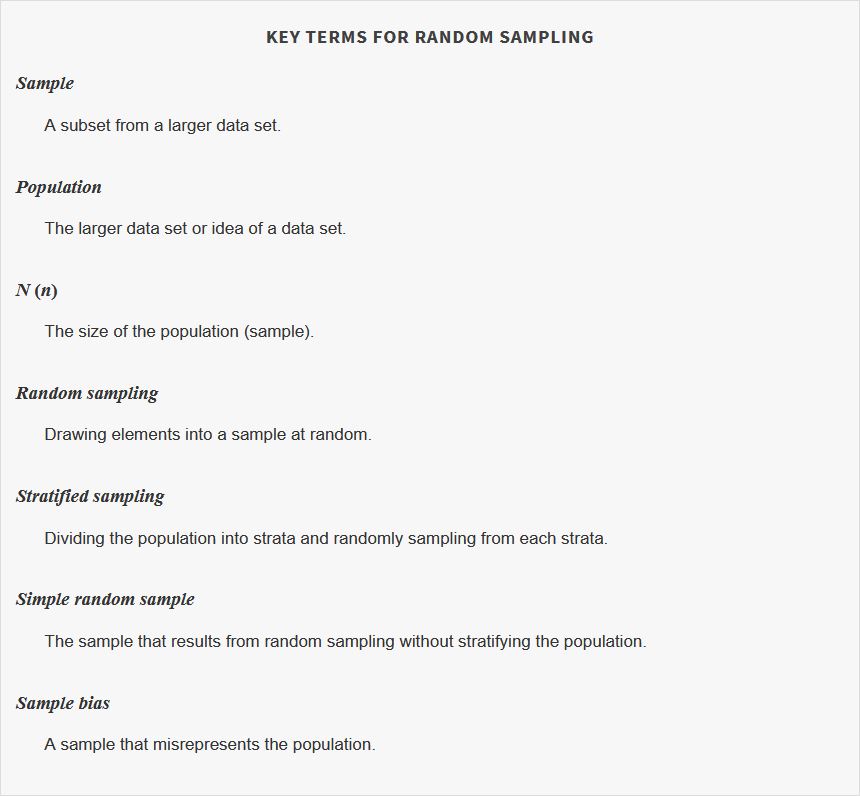 KEY TERMS FOR RANDOM SAMPLING
Sample
A subset from a larger data set.
Population
The larger data set or idea of a data set.
N (n)
The size of the population (sample).
Random sampling
Drawing elements into a sample at random.
Stratified sampling
Dividing the population into strata and randomly sampling from each strata.
Simple random sample
The sample that results from random sampling without stratifying the population.
Sample bias
A sample that misrepresents the population.